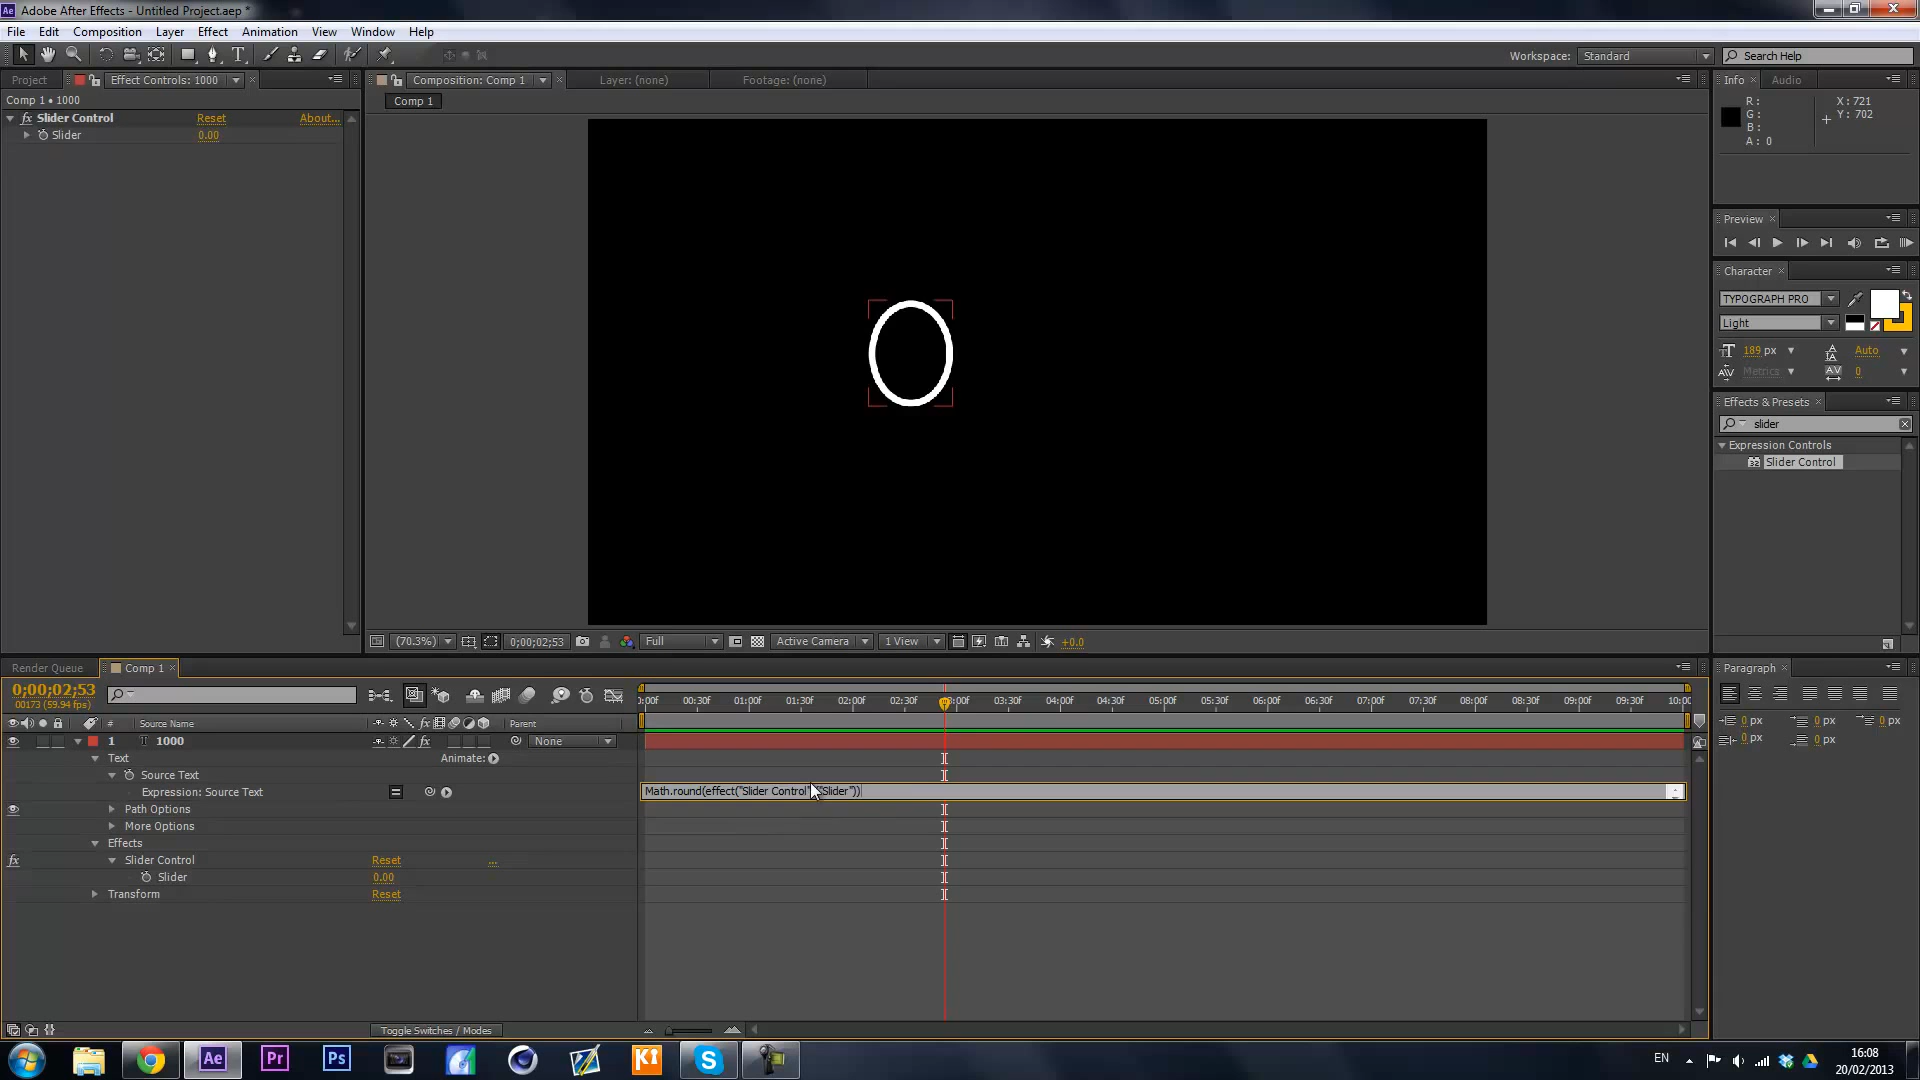 Adobe After Effects - Untitled Project.aep *
File Edit Composition Layer Effect Animation View Window Help
Workspace: Standard Search Help
Project Effect Controls: 1000 Composition: Comp 1 Layer: (none) Footage: (none) Info Audio
Comp 1 • 1000
Comp 1
fx Slider Control Reset About...
Slider 0.00
R: X: 721
G: Y: 702
B:
A: 0
Preview
Character
TYPOGRAPH PRO
Light
189 px Auto
Metrics 0
Effects & Presets
slider
Expression Controls
Slider Control
0
(70.3%) 0;00;02;53 Full Active Camera 1 View +0.0
Render Queue Comp 1
Paragraph
0;00;02;53
00173 (59.94 fps)
:00f 00:30f 01:00f 01:30f 02:00f 02:30f 03:30f 04:00f 04:30f 05:00f 05:30f 06:00f 06:30f 07:00f 07:30f 08:00f 08:30f 09:00f 09:30f 10:00
# Source Name Parent
0 px 0 px 0 px
0 px 0 px
1 T 1000 fx None
Text Animate:
Source Text
Expression: Source Text
Math.round(effect("Slider Control" "Slider"))
Path Options
More Options
Effects
fx Slider Control Reset ...
Slider 0.00
Transform Reset
Toggle Switches / Modes
Ae Pr Ps Ki S
EN
16:08
20/02/2013